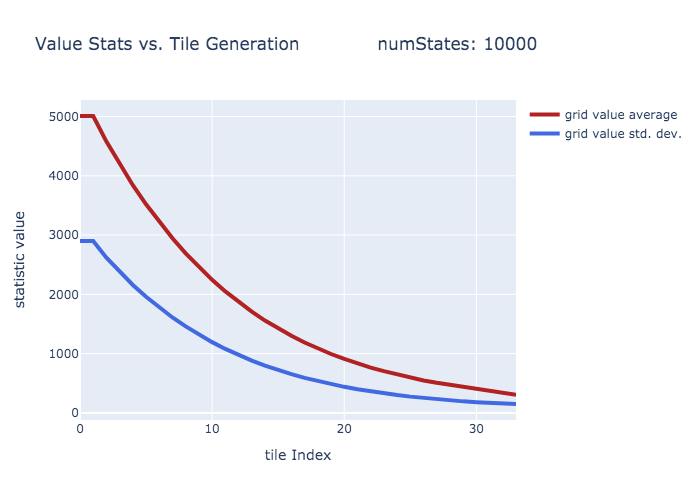 Value Stats vs. Tile Generation numStates: 10000
grid value average
grid value std. dev.
statistic value
5000
4000
3000
2000
1000
0
0 10 20 30
tile Index